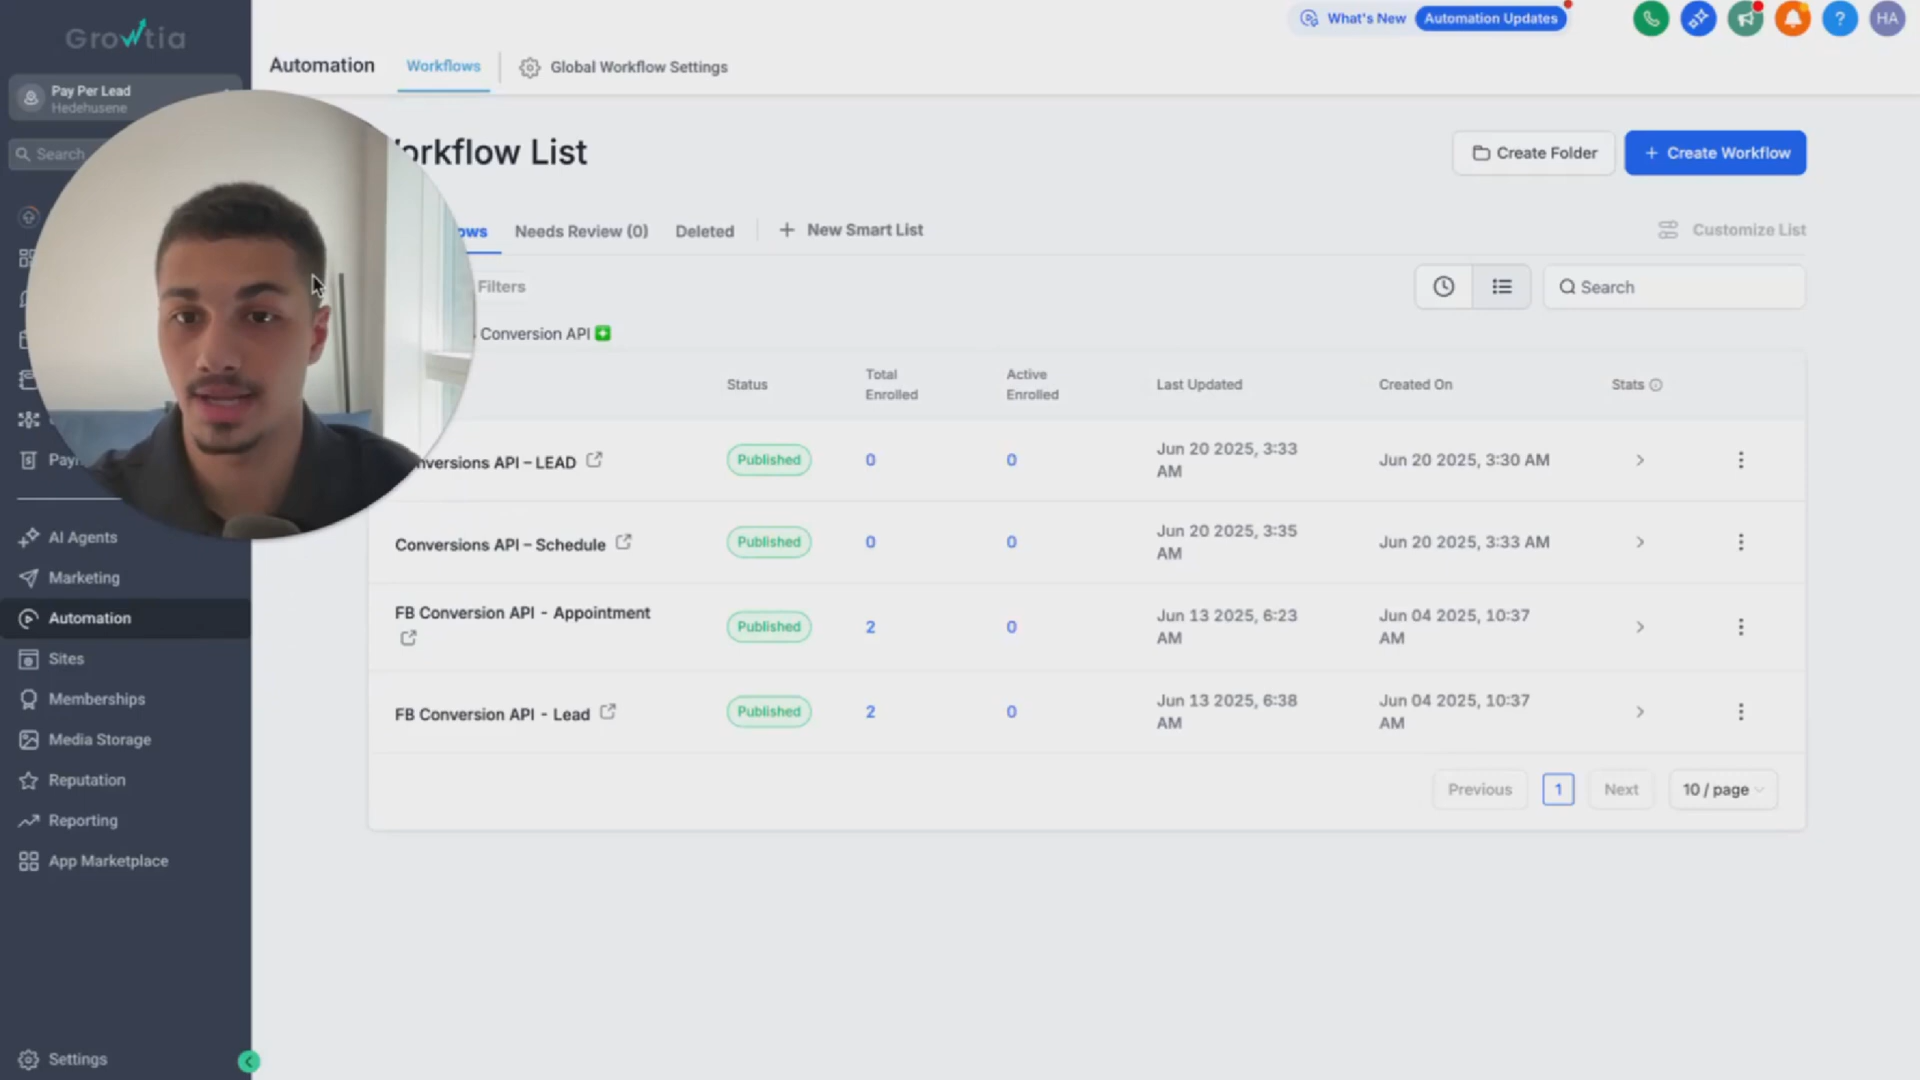 Growtia
What's New
Automation Updates
HA
Pay Per Lead
Hedehusene
Automation
Workflows
Global Workflow Settings
Search
orkflow List
Create Folder
+ Create Workflow
ows
Needs Review (0)
Deleted
+ New Smart List
Customize List
Filters
Search
Conversion API
Status
Total
Enrolled
Active
Enrolled
Last Updated
Created On
Stats
nversions API – LEAD
Published
0
0
Jun 20 2025, 3:33
AM
Jun 20 2025, 3:30 AM
Conversions API – Schedule
Published
0
0
Jun 20 2025, 3:35
AM
Jun 20 2025, 3:33 AM
FB Conversion API - Appointment
Published
2
0
Jun 13 2025, 6:23
AM
Jun 04 2025, 10:37
AM
FB Conversion API - Lead
Published
2
0
Jun 13 2025, 6:38
AM
Jun 04 2025, 10:37
AM
Previous
1
Next
10 / page
Paym
AI Agents
Marketing
Automation
Sites
Memberships
Media Storage
Reputation
Reporting
App Marketplace
Settings